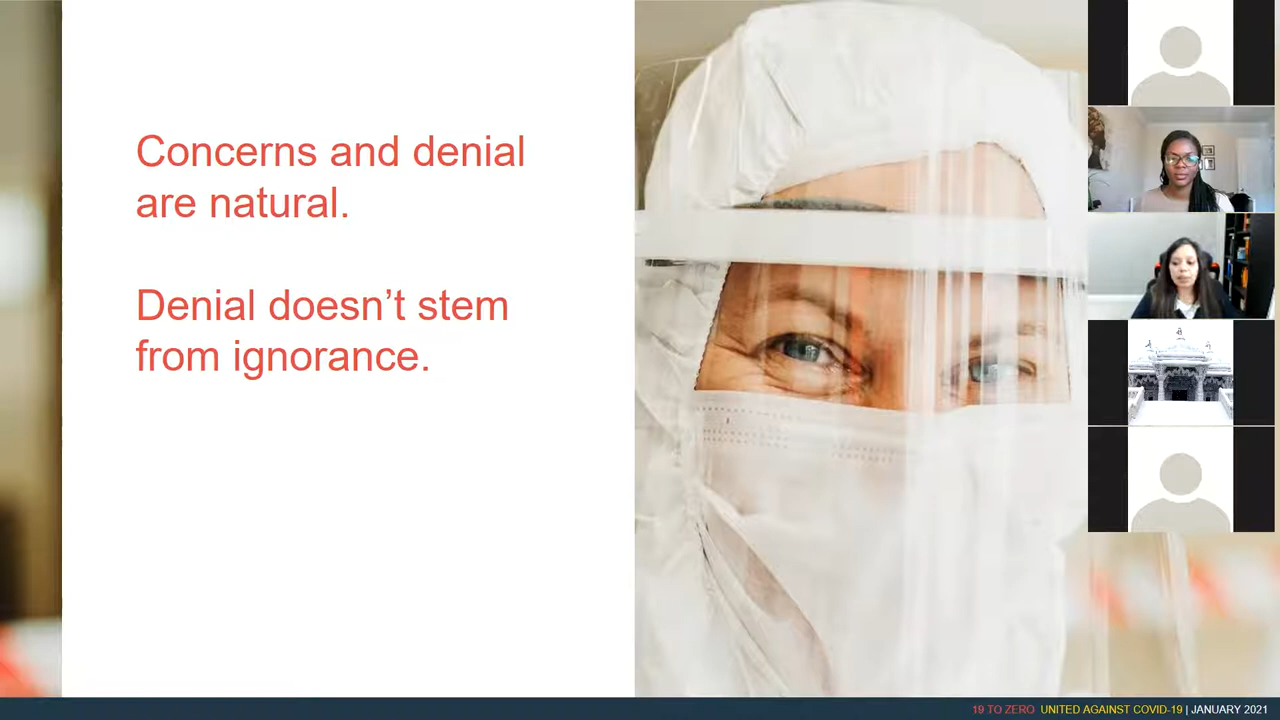 Concerns and denial
are natural.
Denial doesn’t stem
from ignorance.
19 TO ZERO UNITED AGAINST COVID-19 | JANUARY 2021